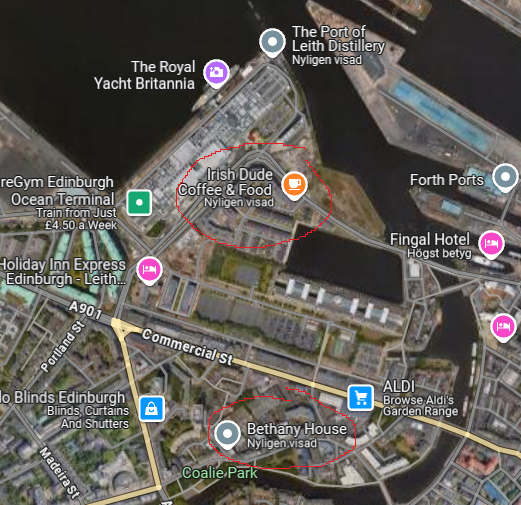 The Port of
Leith Distillery
Nyligen visad
The Royal
Yacht Britannia
Irish Dude
Coffee & Food
Nyligen visad
reGym Edinburgh
Ocean Terminal
Train from Just
£4.50 a Week
Forth Ports
Fingal Hotel
Högst betyg
Holiday Inn Express
Edinburgh - Leith...
A901
Portland St
Commercial St
ALDI
Browse Aldi's
Garden Range
lo Blinds Edinburgh
Blinds, Curtains
And Shutters
Bethany House
Nyligen visad
Madeira St
Coalie Park